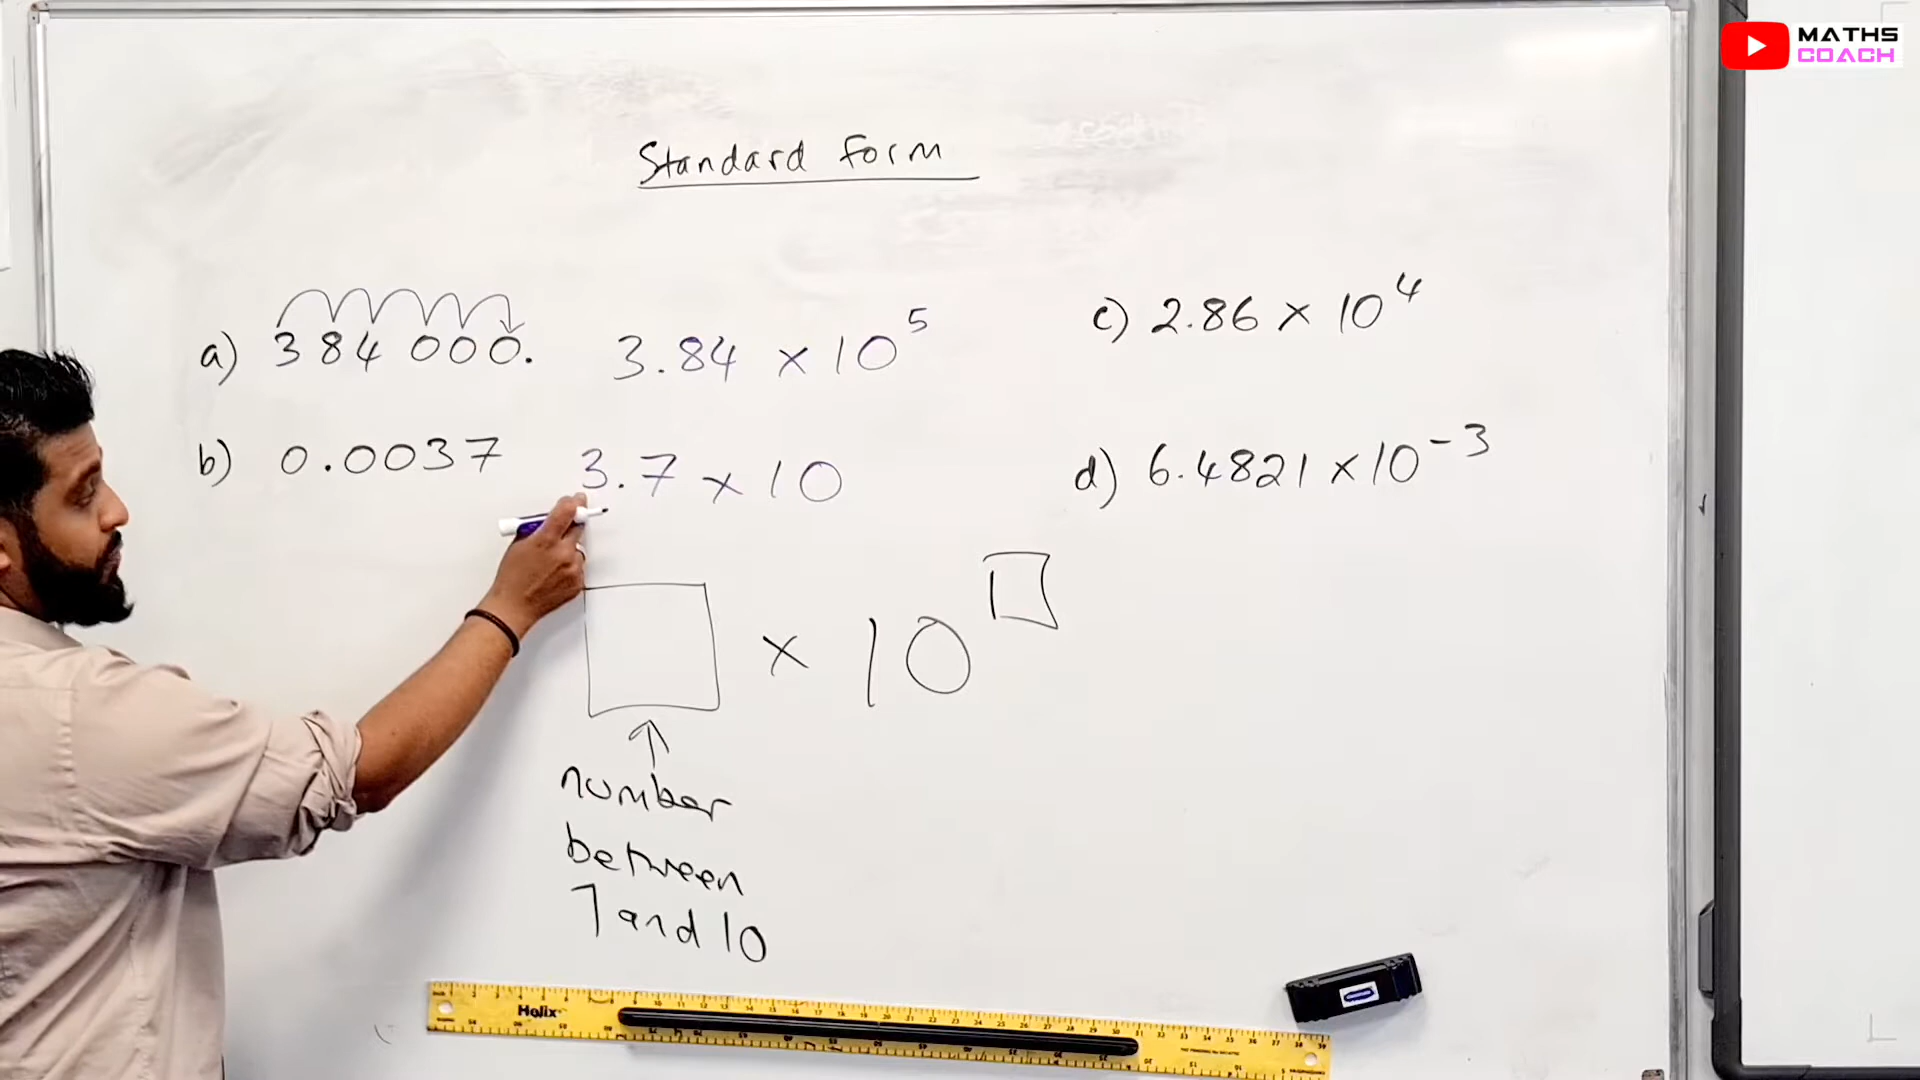 MATHS
COACH
Standard Form
a) 384 000. 3.84 × 10⁵
b) 0.0037 3.7 × 10
c) 2.86 × 10⁴
d) 6.4821 × 10⁻³
× 10
number
between
1 and 10
Helix